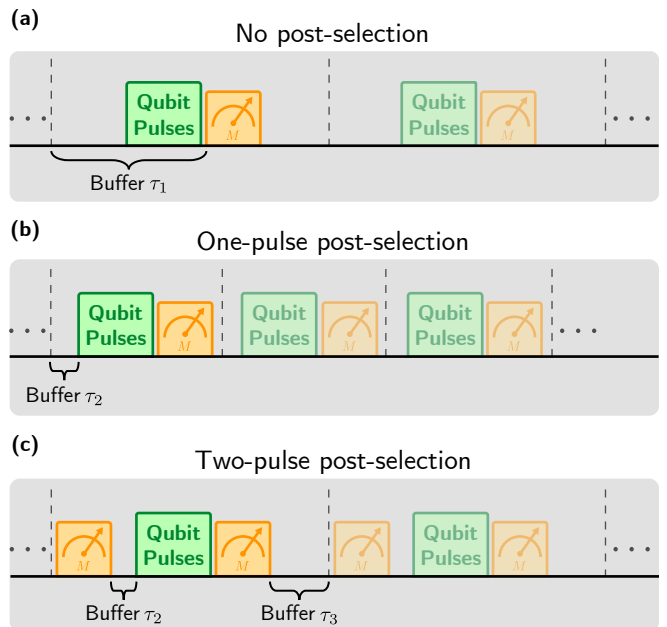 (a)
No post-selection
Qubit Pulses M Qubit Pulses M
. . . . . .
Buffer τ₁
(b)
One-pulse post-selection
Qubit Pulses M Qubit Pulses M Qubit Pulses M
. . . . . .
Buffer τ₂
(c)
Two-pulse post-selection
M Qubit Pulses M M Qubit Pulses M
. . . . . .
Buffer τ₂ Buffer τ₃